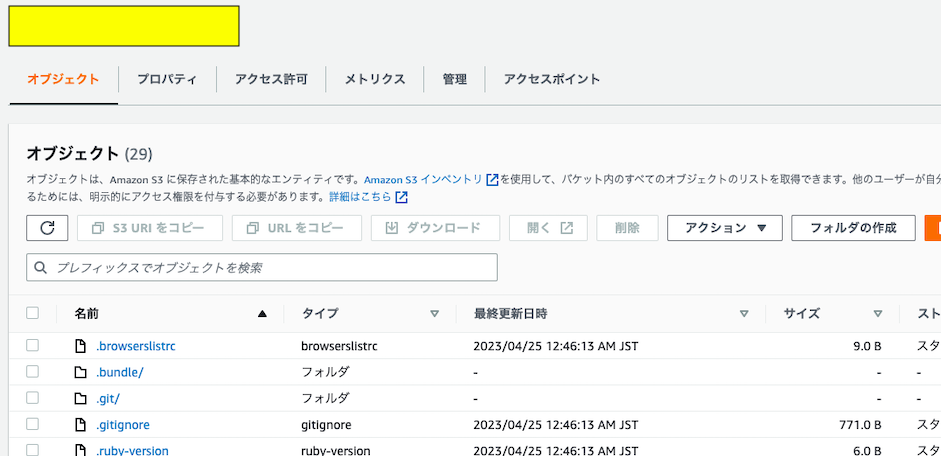 オブジェクト プロパティ アクセス許可 メトリクス 管理 アクセスポイント
オブジェクト (29)
オブジェクトは、Amazon S3 に保存された基本的なエンティティです。Amazon S3 インベントリ を使用して、バケット内のすべてのオブジェクトのリストを取得できます。他のユーザーが自分
るためには、明示的にアクセス権限を付与する必要があります。詳細はこちら
S3 URI をコピー URL をコピー ダウンロード 開く 削除 アクション フォルダの作成
プレフィックスでオブジェクトを検索
名前 タイプ 最終更新日時 サイズ スト
.browserslistrc browserslistrc 2023/04/25 12:46:13 AM JST 9.0 B スタ
.bundle/ フォルダ - - -
.git/ フォルダ - - -
.gitignore gitignore 2023/04/25 12:46:13 AM JST 771.0 B スタ
.ruby-version ruby-version 2023/04/25 12:46:13 AM JST 6.0 B スタ